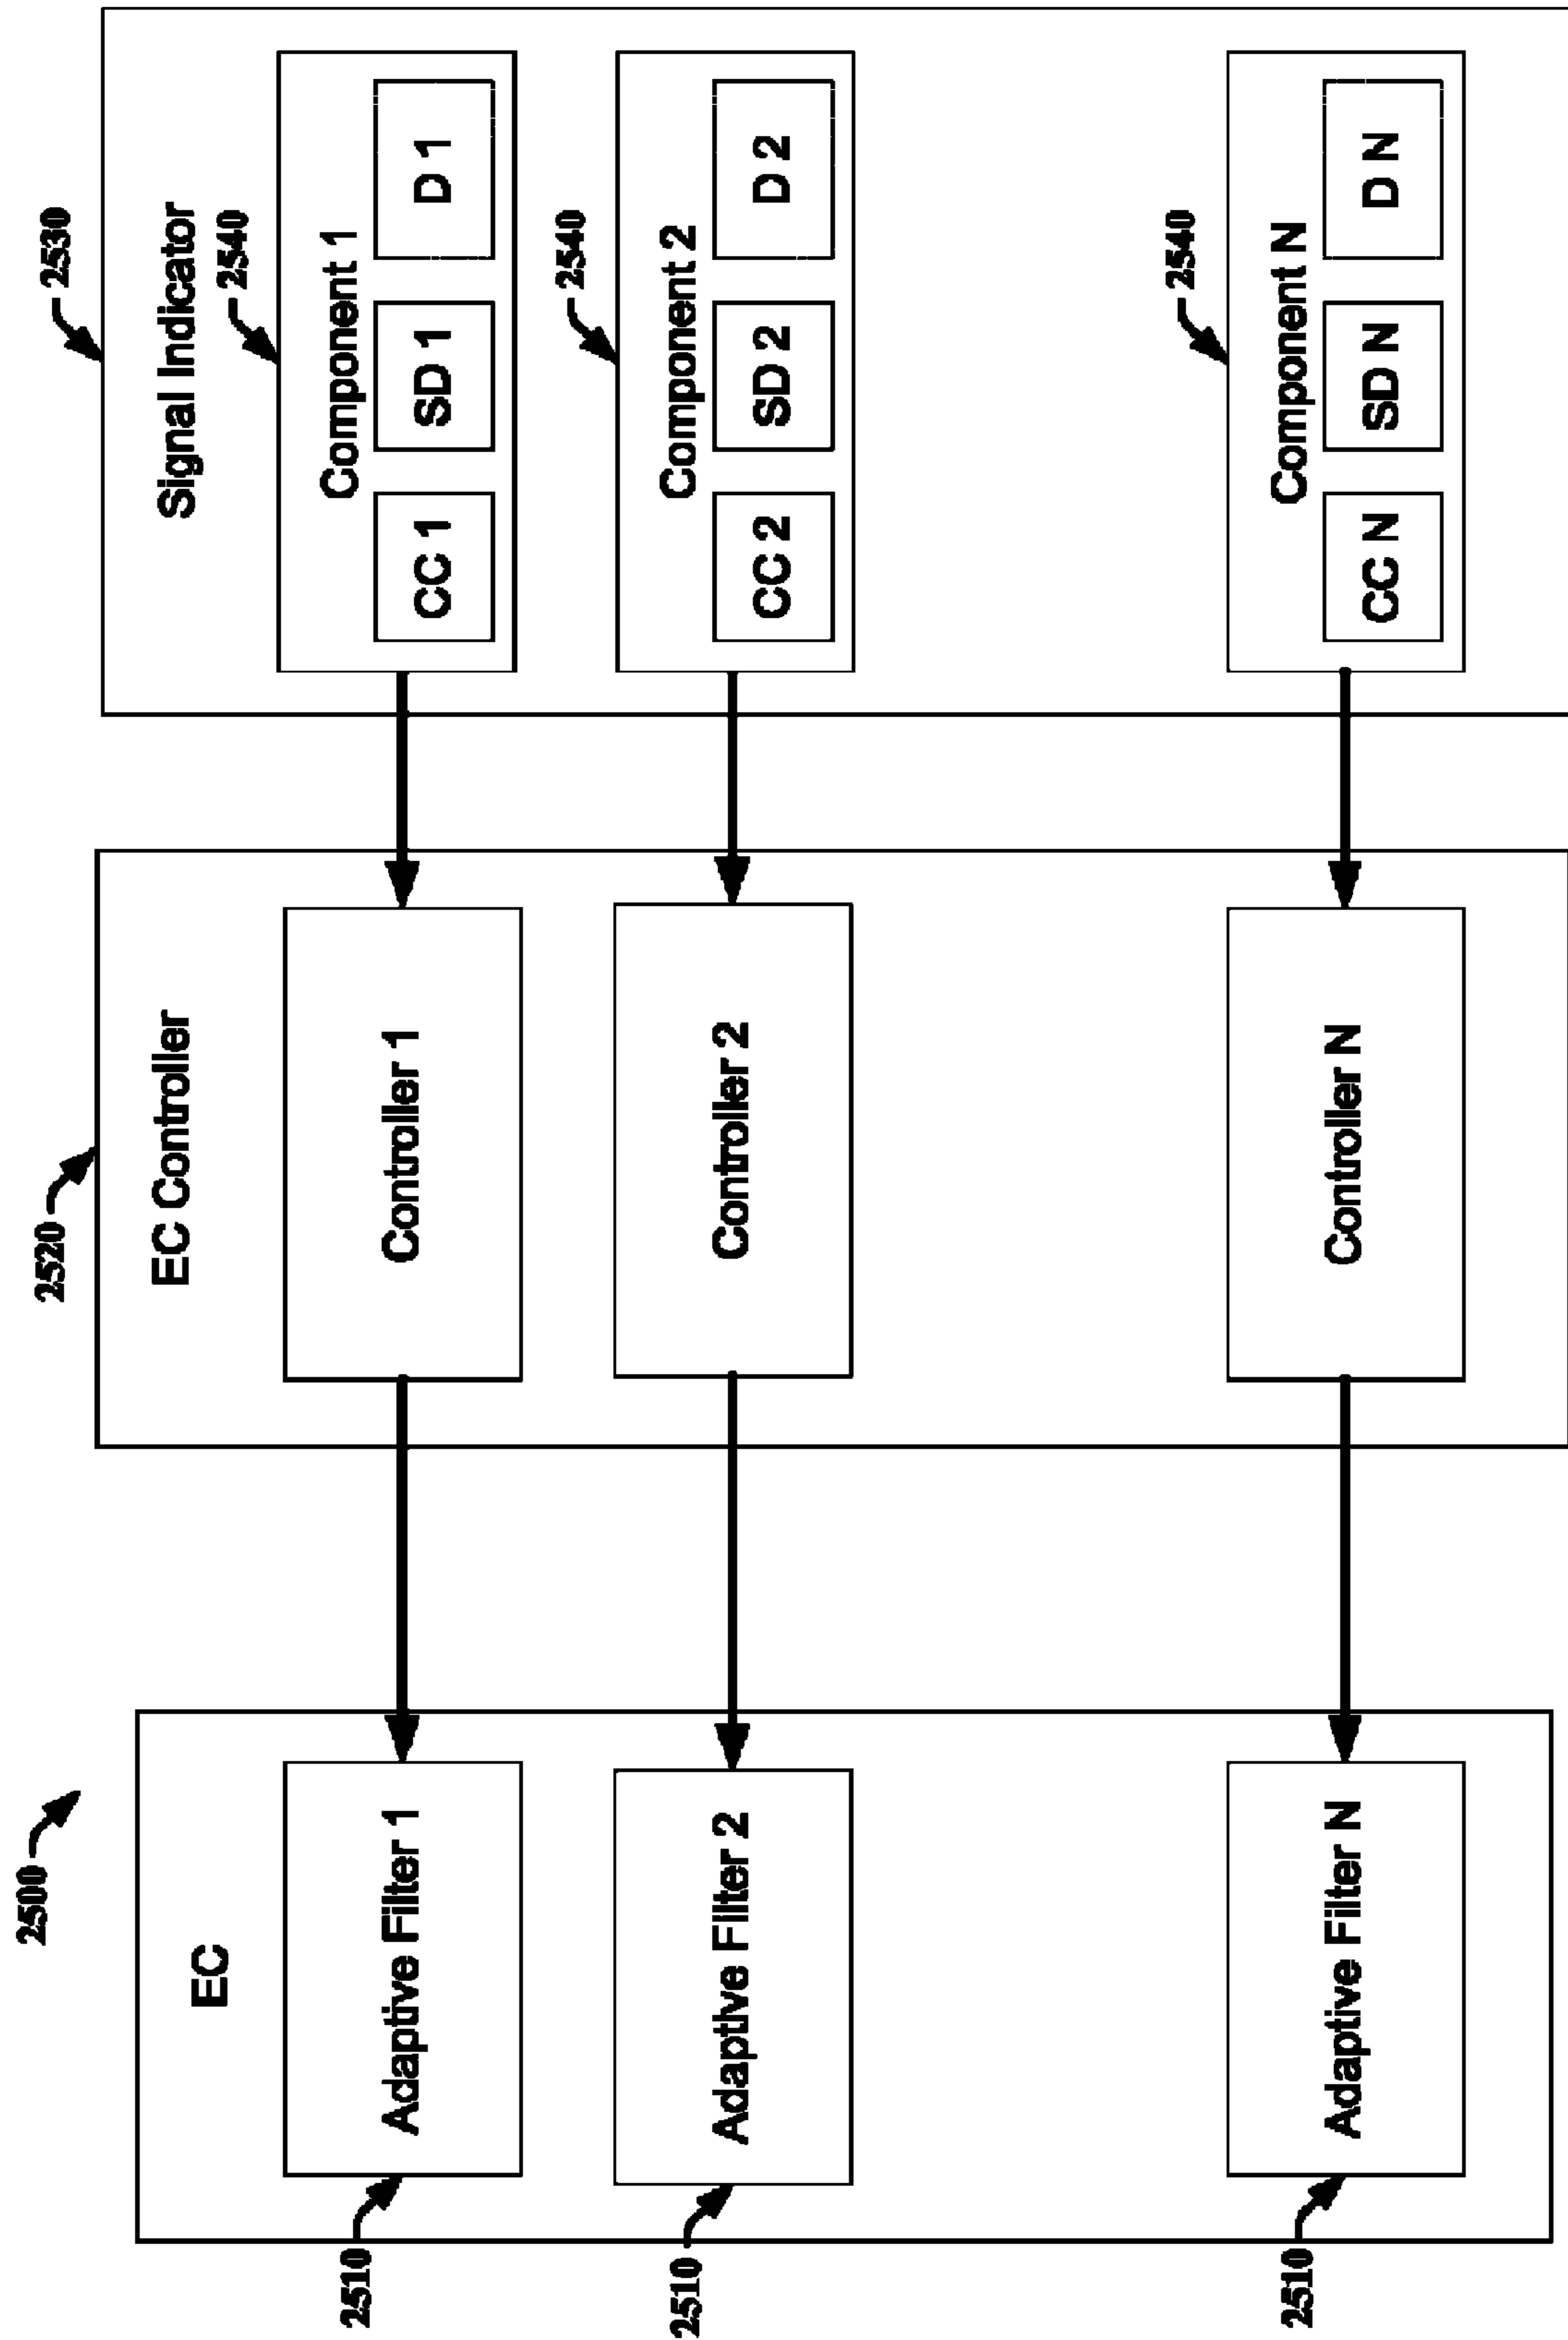 2500
EC
2510
Adaptive Filter 1
2510
Adaptive Filter 2
2510
Adaptive Filter N
2520
EC Controller
Controller 1
Controller 2
Controller N
2530
Signal Indicator
2540
Component 1
CC 1
SD 1
D 1
2540
Component 2
CC 2
SD 2
D 2
2540
Component N
CC N
SD N
D N